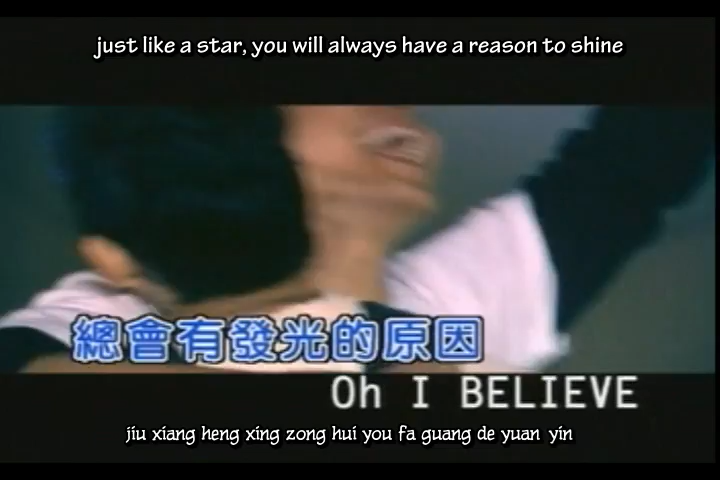 just like a star, you will always have a reason to shine
總會有發光的原因
Oh I BELIEVE
jiu xiang heng xing zong hui you fa guang de yuan yin